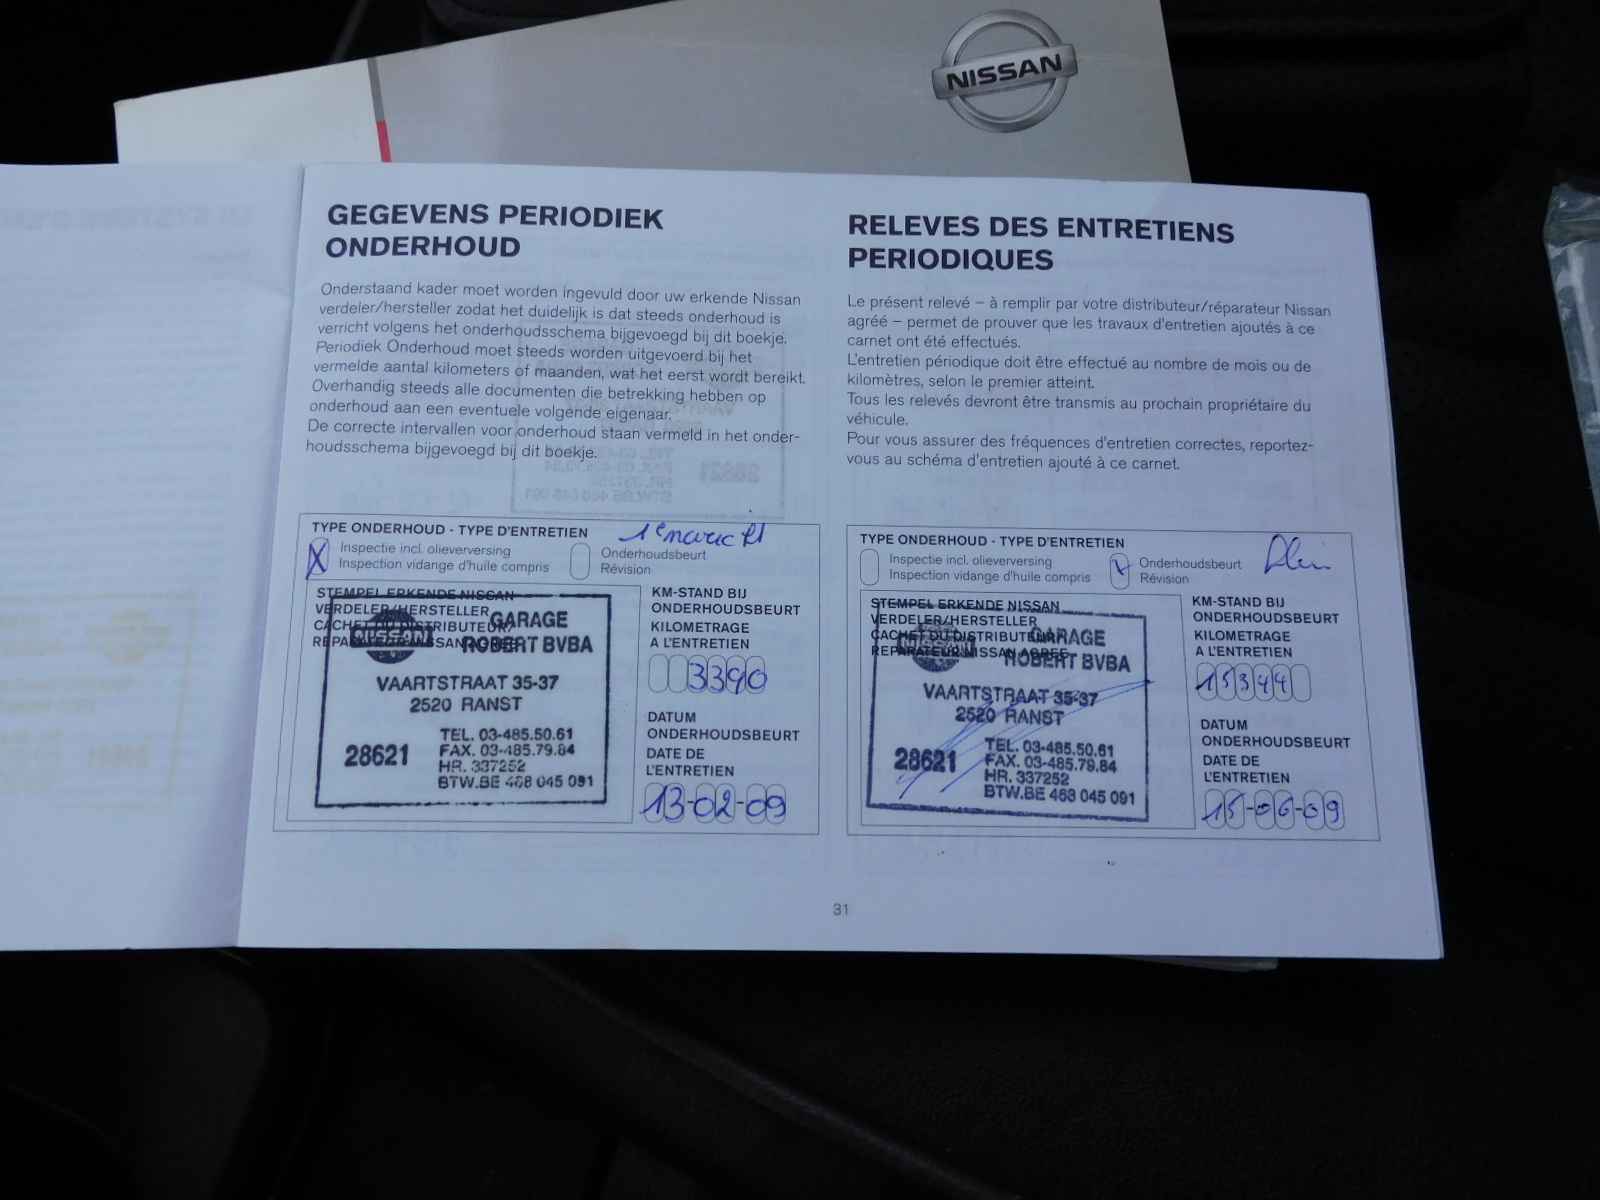 NISSAN
GEGEVENS PERIODIEK
ONDERHOUD
Onderstaand kader moet worden ingevuld door uw erkende Nissan
verdeler/hersteller zodat het duidelijk is dat steeds onderhoud is
verricht volgens het onderhoudsschema bijgevoegd bij dit boekje.
Periodiek Onderhoud moet steeds worden uitgevoerd bij het
vermelde aantal kilometers of maanden, wat het eerst wordt bereikt.
Overhandig steeds alle documenten die betrekking hebben op
onderhoud aan een eventuele volgende eigenaar.
De correcte intervallen voor onderhoud staan vermeld in het onder-
houdsschema bijgevoegd bij dit boekje.
TYPE ONDERHOUD - TYPE D'ENTRETIEN
X
Inspectie incl. olieverversing
Inspection vidange d'huile compris
Onderhoudsbeurt
Révision
STEMPEL ERKENDE NISSAN
VERDELER/HERSTELLER
CACHET DU DISTRIBUTEUR/
REPARATEUR NISSAN AGREE
NISSAN
GARAGE
ROBERT BVBA
VAARTSTRAAT 35-37
2520 RANST
28621
TEL. 03-485.50.61
FAX. 03-485.79.84
HR. 337252
BTW.BE 468 045 091
KM-STAND BIJ
ONDERHOUDSBEURT
KILOMETRAGE
A L'ENTRETIEN
3390
DATUM
ONDERHOUDSBEURT
DATE DE
L'ENTRETIEN
13-02-09
RELEVES DES ENTRETIENS
PERIODIQUES
Le présent relevé – à remplir par votre distributeur/réparateur Nissan
agréé – permet de prouver que les travaux d'entretien ajoutés à ce
carnet ont été effectués.
L'entretien périodique doit être effectué au nombre de mois ou de
kilomètres, selon le premier atteint.
Tous les relevés devront être transmis au prochain propriétaire du
véhicule.
Pour vous assurer des fréquences d'entretien correctes, reportez-
vous au schéma d'entretien ajouté à ce carnet.
TYPE ONDERHOUD - TYPE D'ENTRETIEN
Inspectie incl. olieverversing
Inspection vidange d'huile compris
Onderhoudsbeurt
Révision
STEMPEL ERKENDE NISSAN
VERDELER/HERSTELLER
CACHET DU DISTRIBUTEUR/
REPARATEUR NISSAN AGREE
NISSAN
GARAGE
ROBERT BVBA
VAARTSTRAAT 35-37
2520 RANST
28621
TEL. 03-485.50.61
FAX. 03-485.79.84
HR. 337252
BTW.BE 468 045 091
KM-STAND BIJ
ONDERHOUDSBEURT
KILOMETRAGE
A L'ENTRETIEN
15344
DATUM
ONDERHOUDSBEURT
DATE DE
L'ENTRETIEN
15-06-09
31